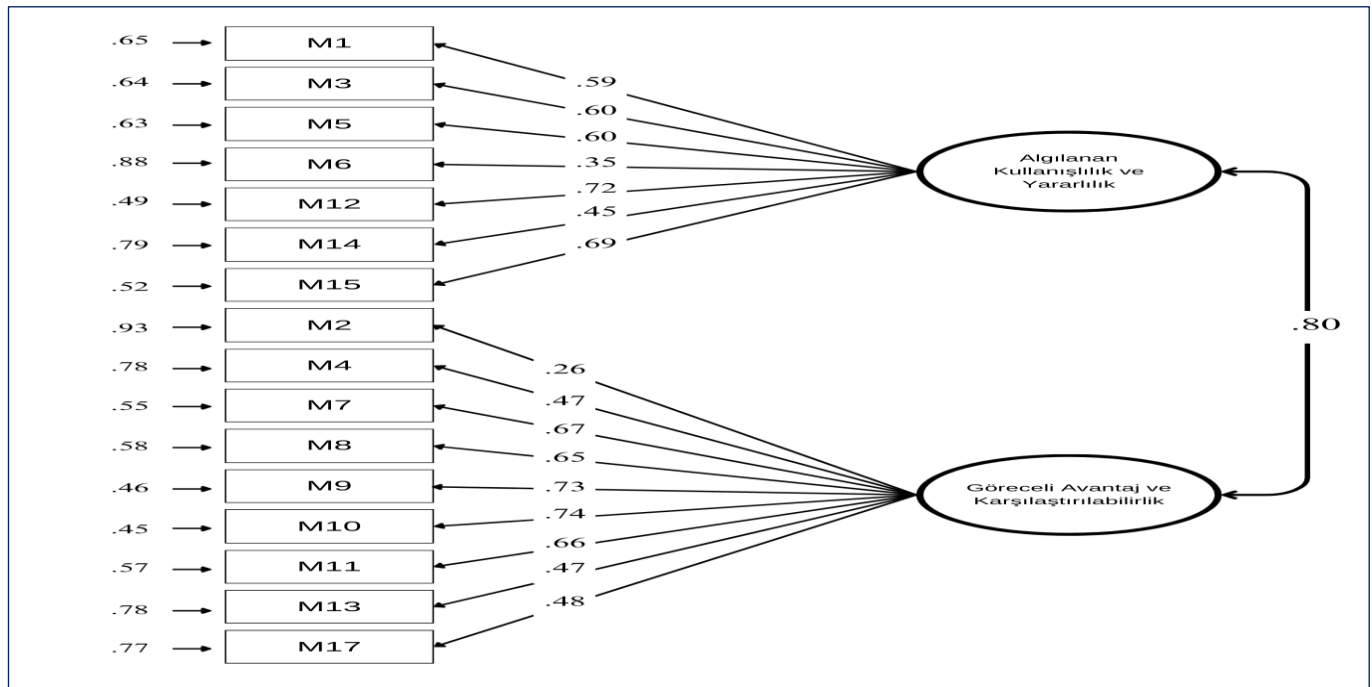 .65 M1
.64 M3
.63 M5
.88 M6
.49 M12
.79 M14
.52 M15
.93 M2
.78 M4
.55 M7
.58 M8
.46 M9
.45 M10
.57 M11
.78 M13
.77 M17
.59
.60
.60
.35
.72
.45
.69
.26
.47
.67
.65
.73
.74
.66
.47
.48
Algılanan
Kullanışlılık ve
Yararlılık
Göreceli Avantaj ve
Karşılaştırılabilirlik
.80